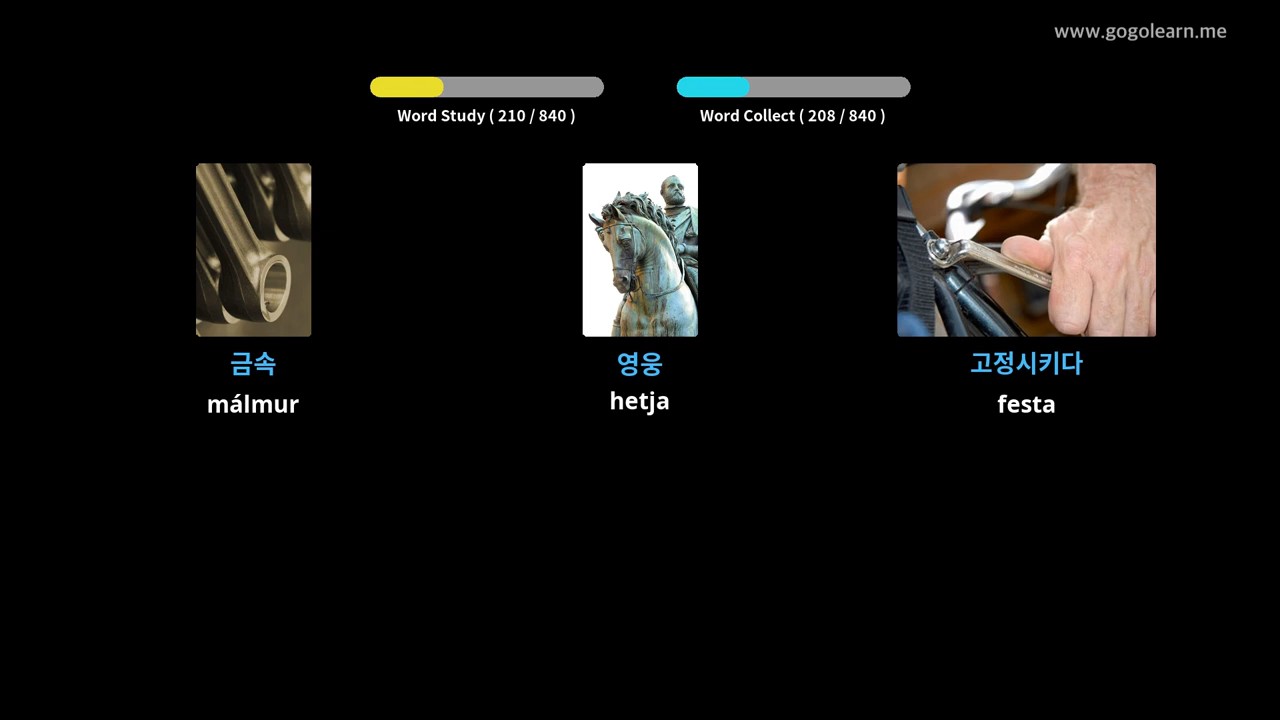 www.gogolearn.me
Word Study ( 210 / 840 )
Word Collect ( 208 / 840 )
금속
málmur
영웅
hetja
고정시키다
festa